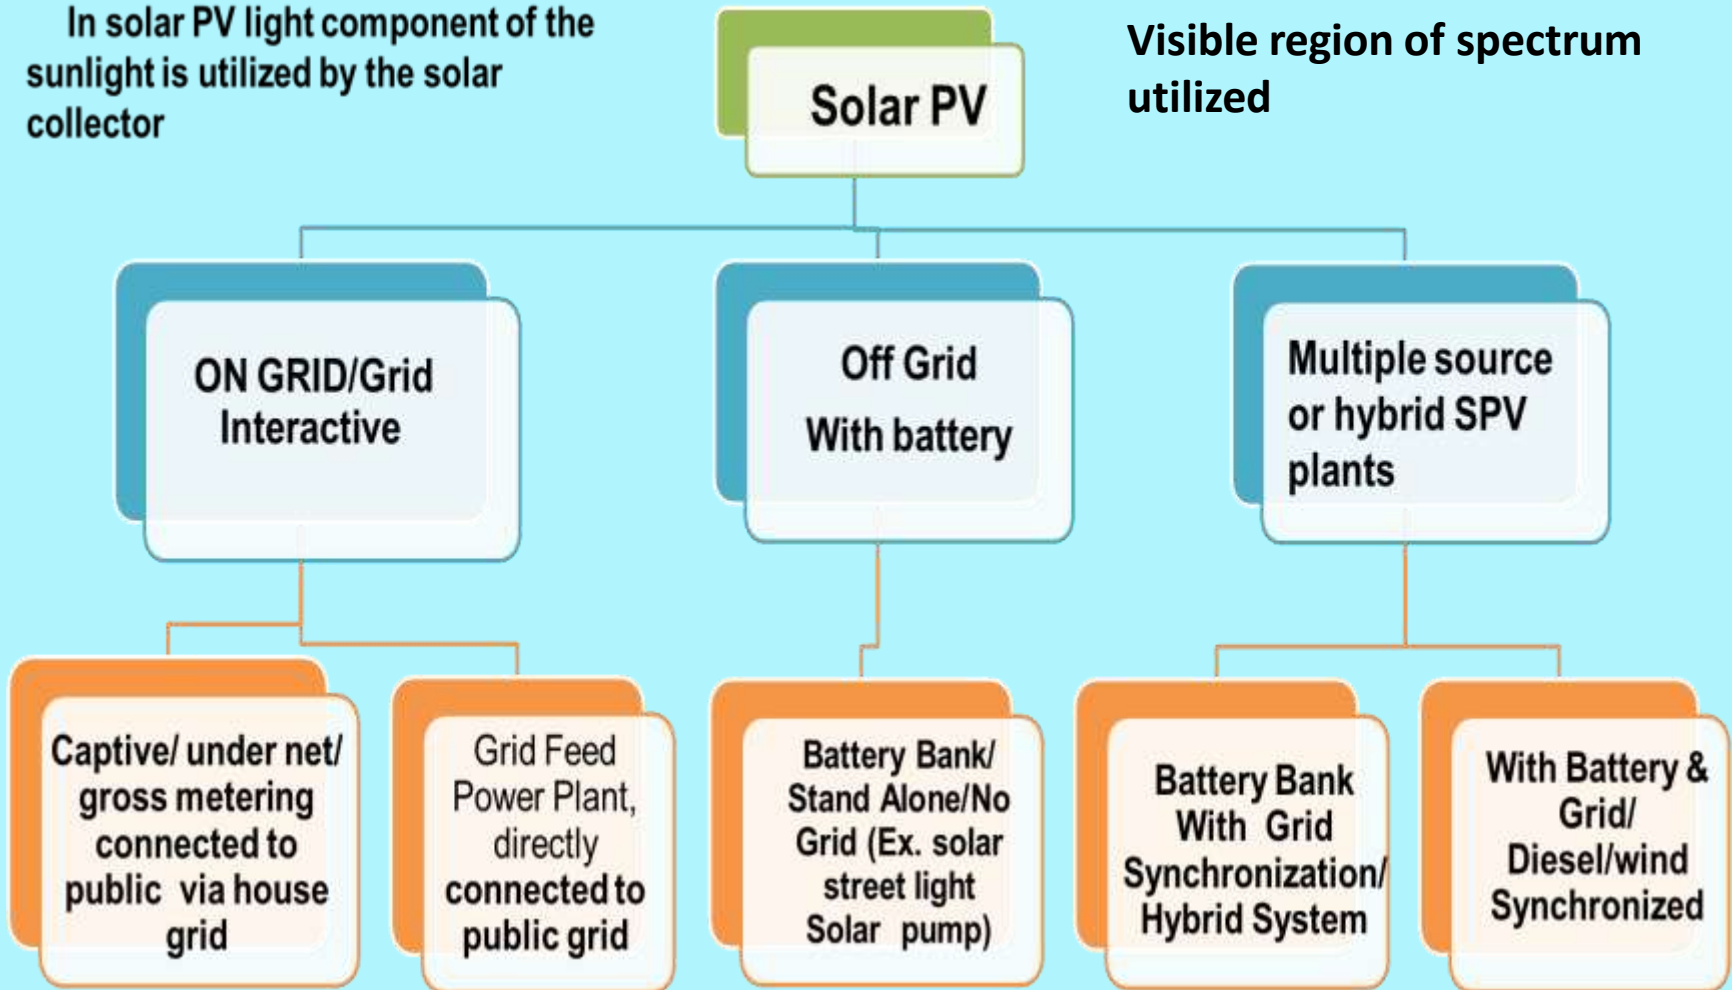 In solar PV light component of the
sunlight is utilized by the solar
collector
Solar PV
Visible region of spectrum
utilized
ON GRID/Grid
Interactive
Off Grid
With battery
Multiple source
or hybrid SPV
plants
Captive/ under net/
gross metering
connected to
public via house
grid
Grid Feed
Power Plant,
directly
connected to
public grid
Battery Bank/
Stand Alone/No
Grid (Ex. solar
street light
Solar pump)
Battery Bank
With Grid
Synchronization/
Hybrid System
With Battery &
Grid/
Diesel/wind
Synchronized